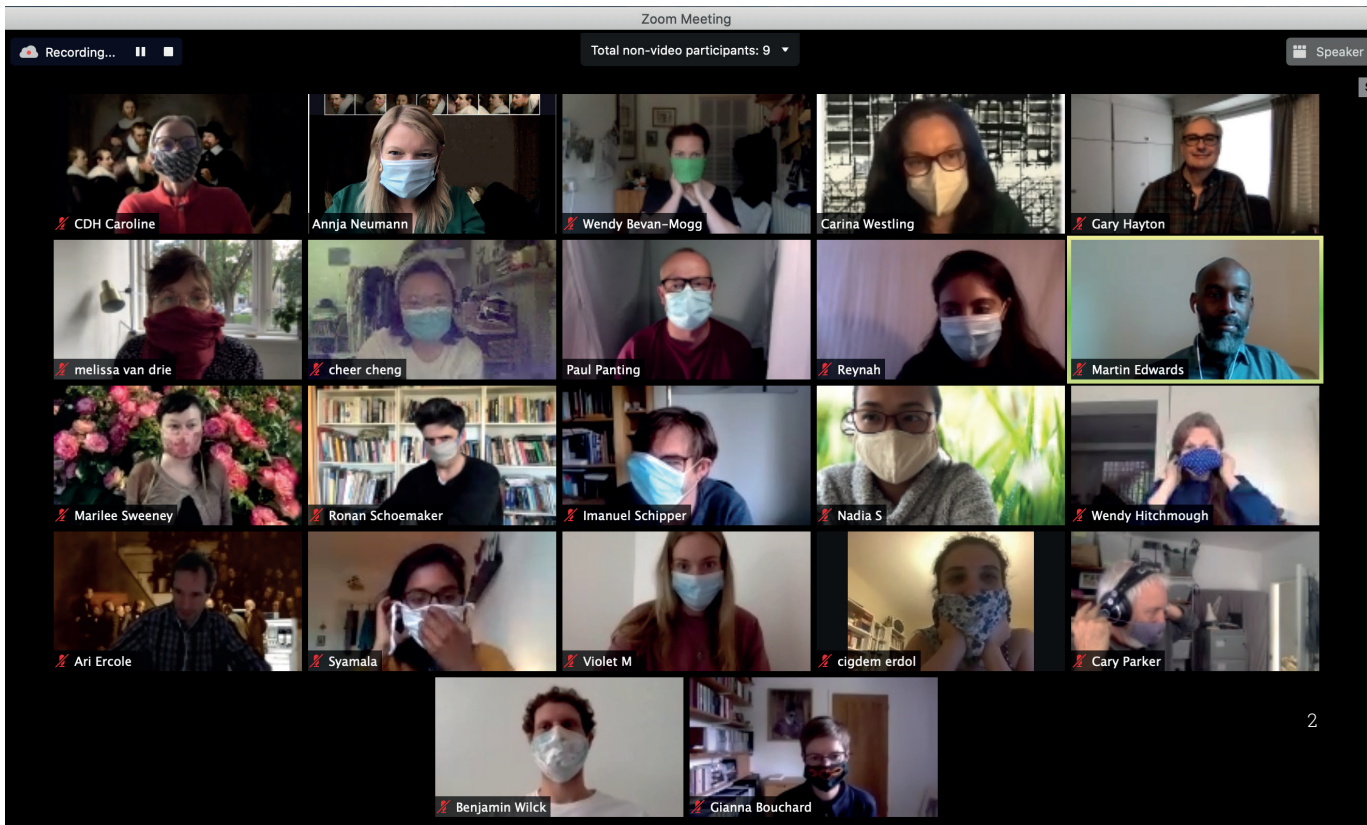 Zoom Meeting
Recording...
Total non-video participants: 9
Speaker
CDH Caroline
Annja Neumann
Wendy Bevan-Mogg
Carina Westling
Gary Hayton
melissa van drie
cheer cheng
Paul Panting
Reynah
Martin Edwards
Marilee Sweeney
Ronan Schoemaker
Imanuel Schipper
Nadia S
Wendy Hitchmough
Ari Ercole
Syamala
Violet M
cigdem erdol
Cary Parker
2
Benjamin Wilck
Gianna Bouchard